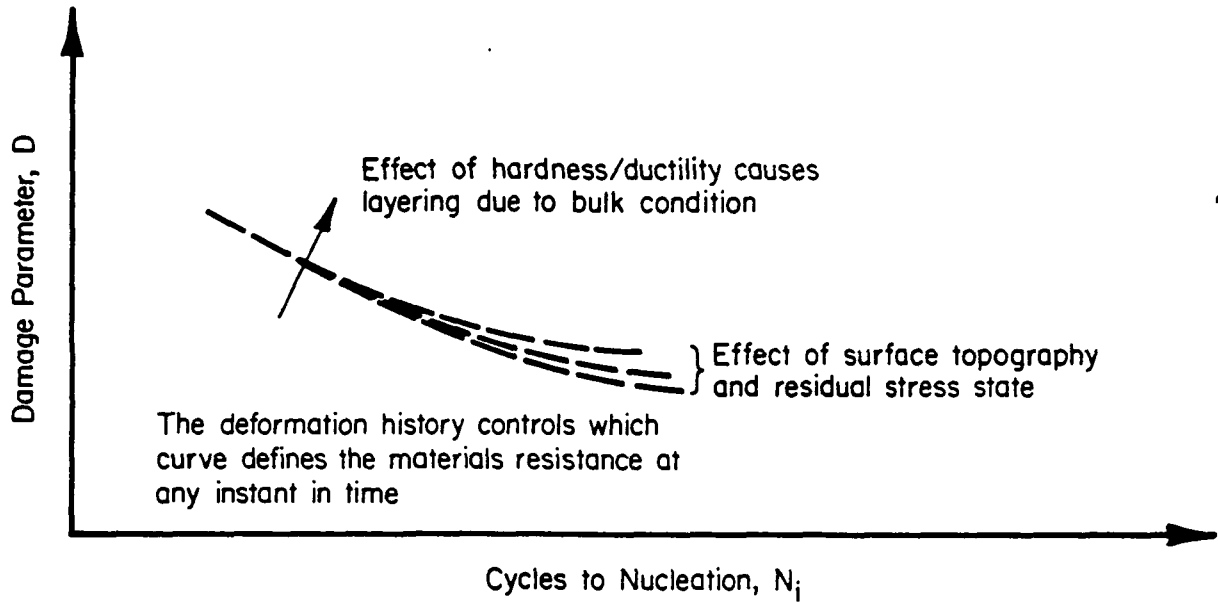 Damage Parameter, D
Effect of hardness/ductility causes
layering due to bulk condition
Effect of surface topography
and residual stress state
The deformation history controls which
curve defines the materials resistance at
any instant in time
Cycles to Nucleation, Ni